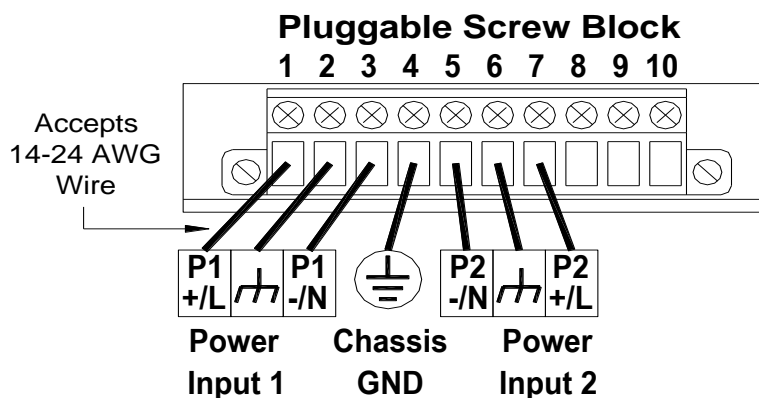 Pluggable Screw Block
1 2 3 4 5 6 7 8 9 10
Accepts
14-24 AWG
Wire
P1 P1 P2 P2
+/L -/N -/N +/L
Power Chassis Power
Input 1 GND Input 2